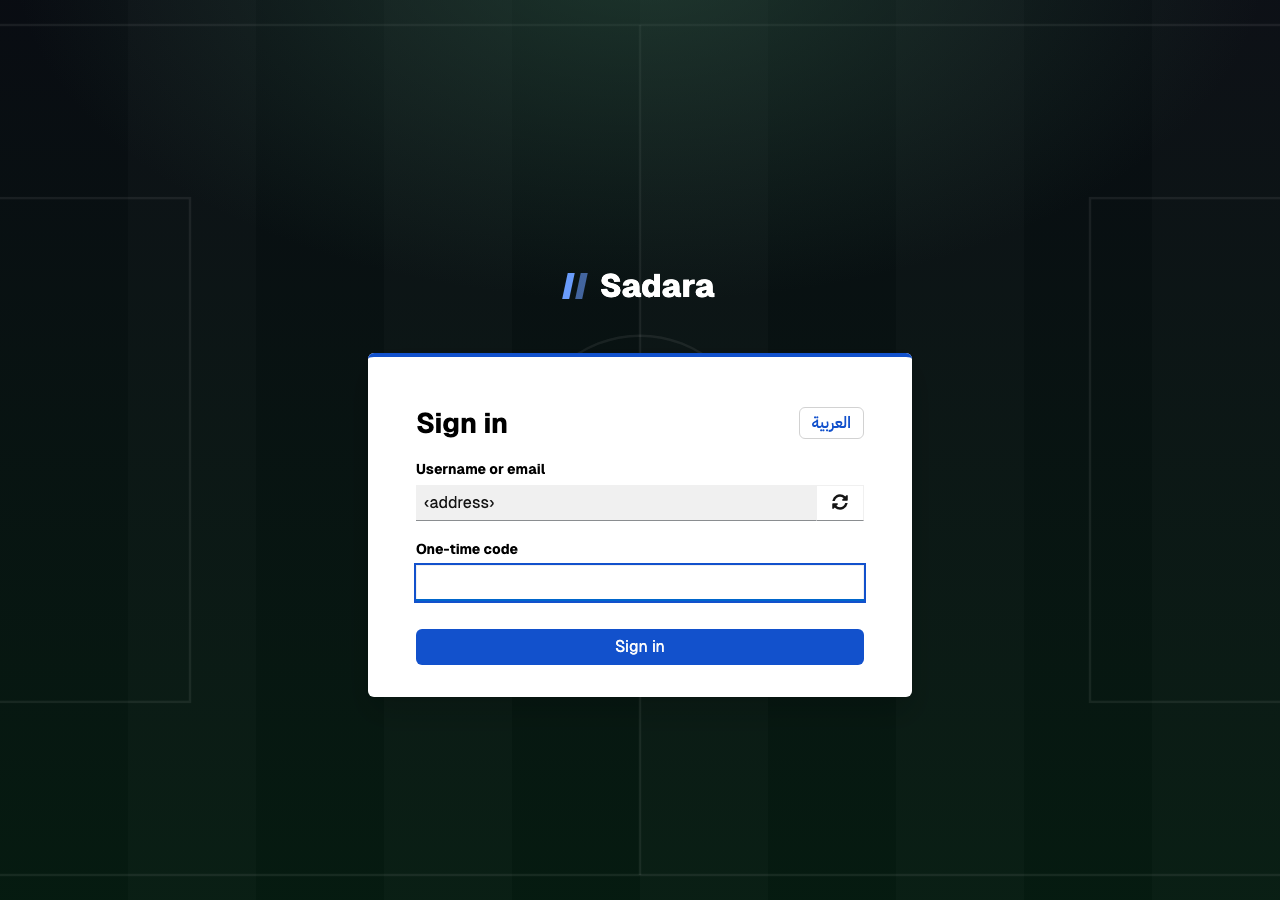 Sadara
Sign in
العربية
Username or email
‹address›
One-time code
Sign in